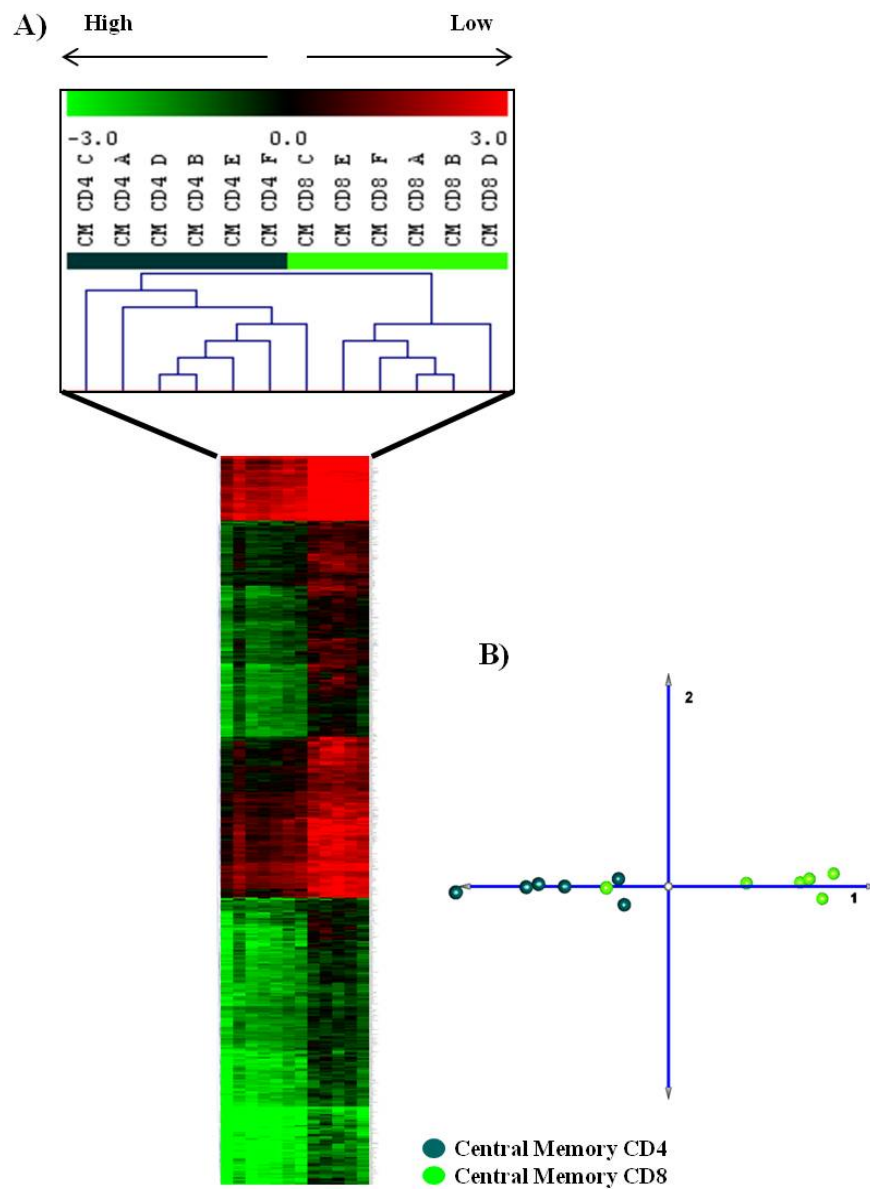 A)
High Low
-3.0 0.0 3.0
CM CD4 C
CM CD4 A
CM CD4 D
CM CD4 B
CM CD4 E
CM CD4 F
CM CD8 C
CM CD8 E
CM CD8 F
CM CD8 A
CM CD8 B
CM CD8 D
B)
2
1
Central Memory CD4
Central Memory CD8